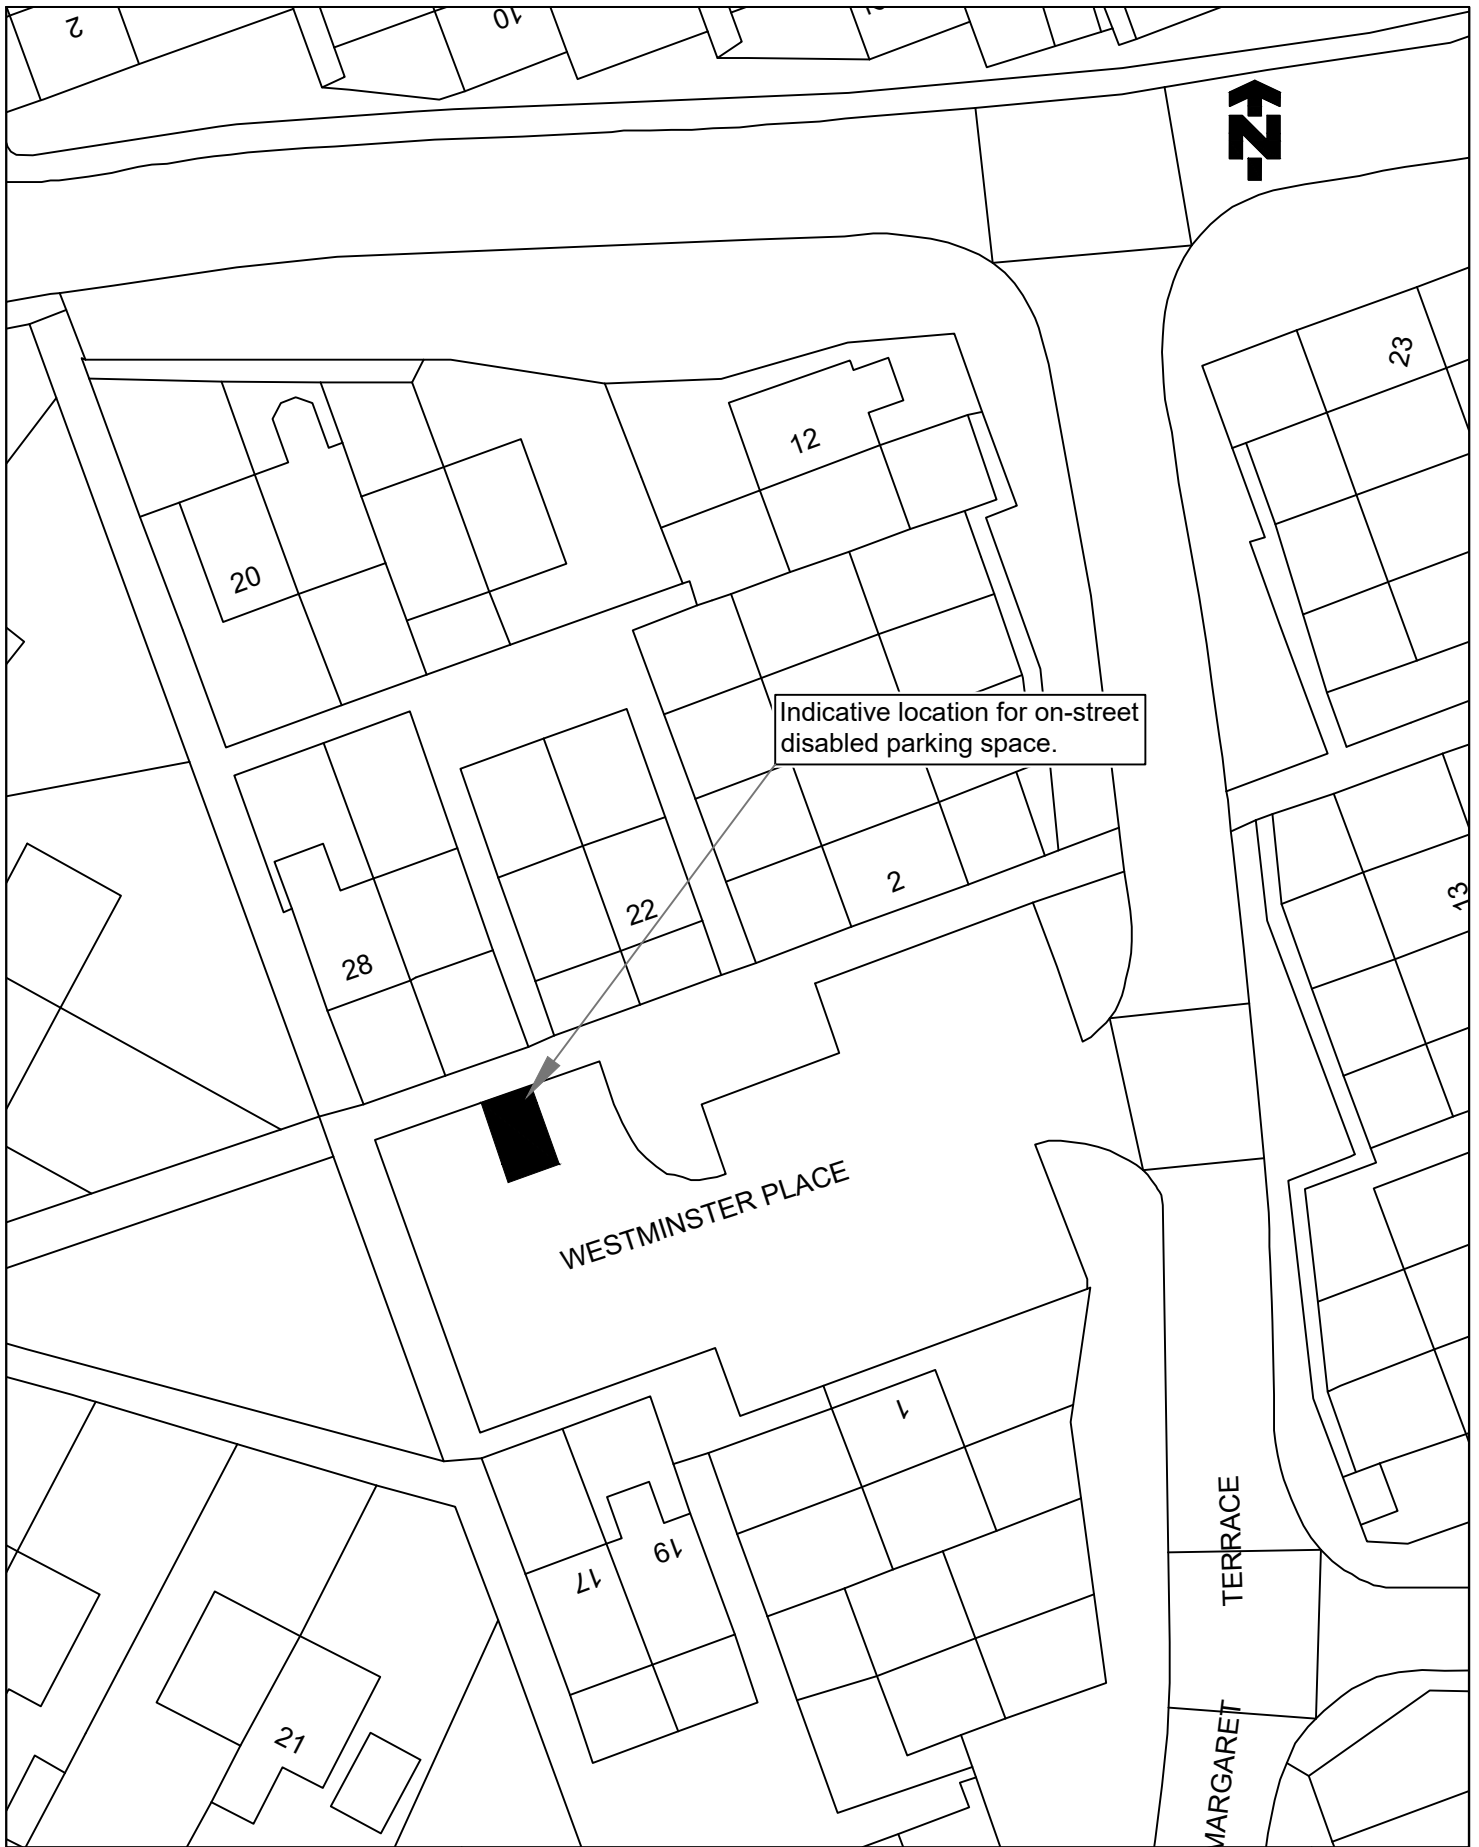 2
10
N
23
12
20
Indicative location for on-street
disabled parking space.
2
22
13
28
WESTMINSTER PLACE
1
19
17
21
MARGARET TERRACE